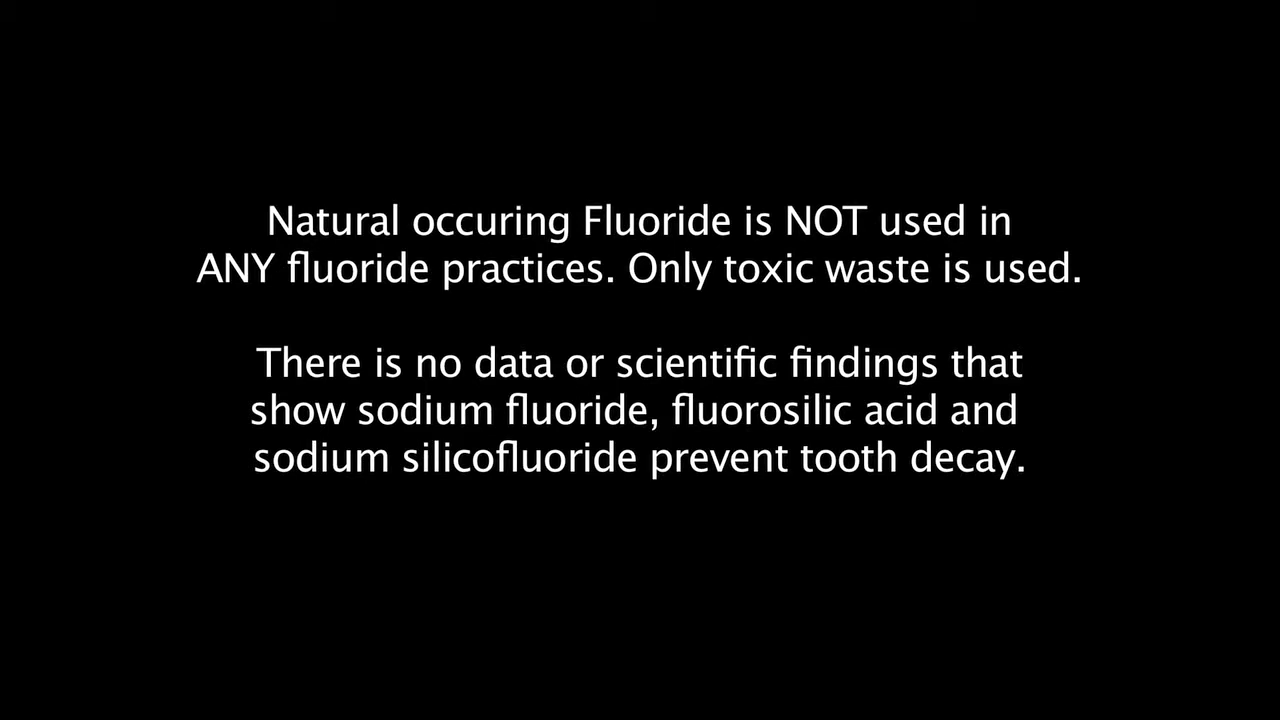 Natural occuring Fluoride is NOT used in
ANY fluoride practices. Only toxic waste is used.
There is no data or scientific findings that
show sodium fluoride, fluorosilic acid and
sodium silicofluoride prevent tooth decay.